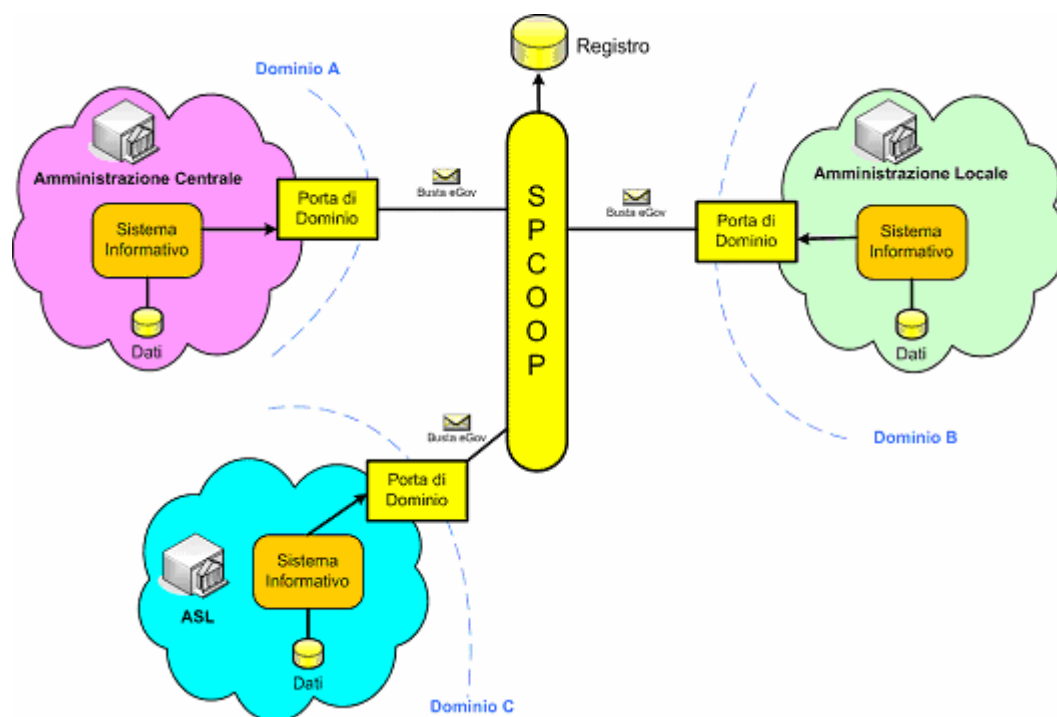 Registro
Dominio A
Amministrazione Centrale
Porta di
Dominio
Busta eGov
Sistema
Informativo
Dati
S
P
C
O
O
P
Busta eGov
Amministrazione Locale
Porta di
Dominio
Sistema
Informativo
Dati
Dominio B
Busta eGov
Porta di
Dominio
Sistema
Informativo
ASL
Dati
Dominio C